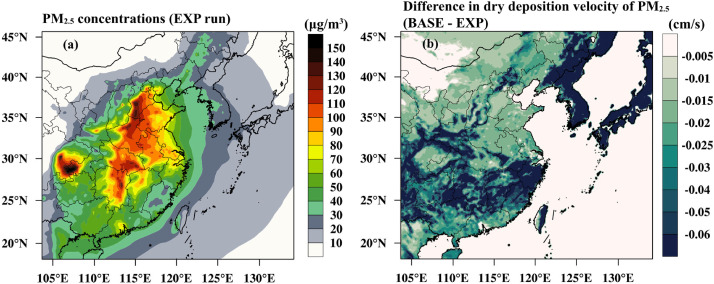 PM2.5 concentrations (EXP run)
(μg/m³)
(a)
45°N
40°N
35°N
30°N
25°N
20°N
105°E 110°E 115°E 120°E 125°E 130°E
150
140
130
120
110
100
90
80
70
60
50
40
30
20
10
Difference in dry deposition velocity of PM2.5
(BASE - EXP)
(cm/s)
(b)
45°N
40°N
35°N
30°N
25°N
20°N
105°E 110°E 115°E 120°E 125°E 130°E
-0.005
-0.01
-0.015
-0.02
-0.03
-0.04
-0.05
-0.06